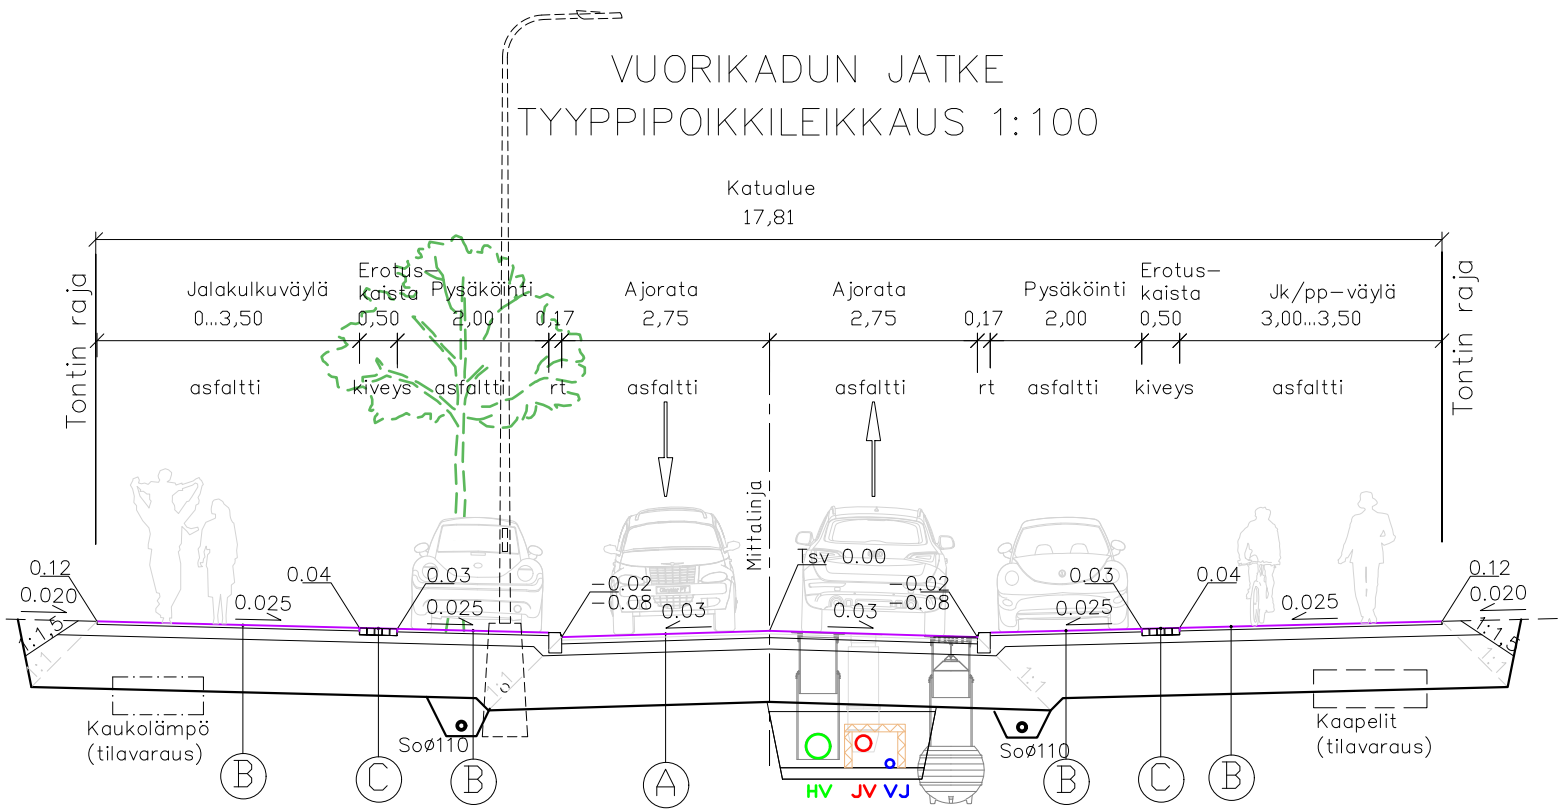 VUORIKADUN JATKE
TYYPPIPOIKKILEIKKAUS 1:100
Katualue
17,81
Tontin raja
Jalakulkuväylä
0...3,50
Erotus-
kaista
0,50
Pysäköinti
2,00
0,17
Ajorata
2,75
Ajorata
2,75
0,17
Pysäköinti
2,00
Erotus-
kaista
0,50
Jk/pp-väylä
3,00...3,50
Tontin raja
asfaltti
kiveys
asfaltti
rt
asfaltti
asfaltti
rt
asfaltti
kiveys
asfaltti
Mittalinja
Tsv 0.00
0.12
0.020
0.025
0.04
0.03
0.025
-0.02
-0.08
0.03
0.03
-0.02
-0.08
0.03
0.025
0.04
0.025
0.12
0.020
1:1,5
1:1
1:1
1:1
1:1
1:1,5
Kaukolämpö
(tilavaraus)
Soø110
Soø110
Kaapelit
(tilavaraus)
B
C
B
A
HV
JV
VJ
B
C
B